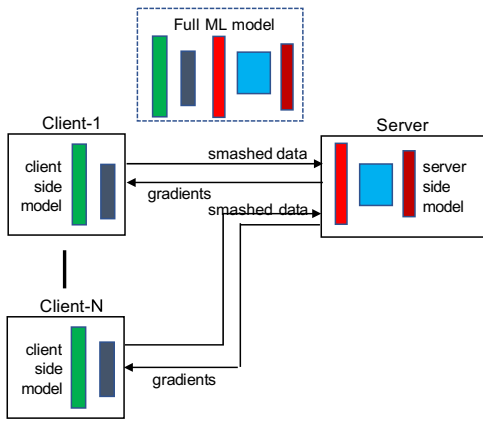 Full ML model
Client-1
Server
client
side
model
smashed data
gradients
smashed data
server
side
model
Client-N
client
side
model
gradients